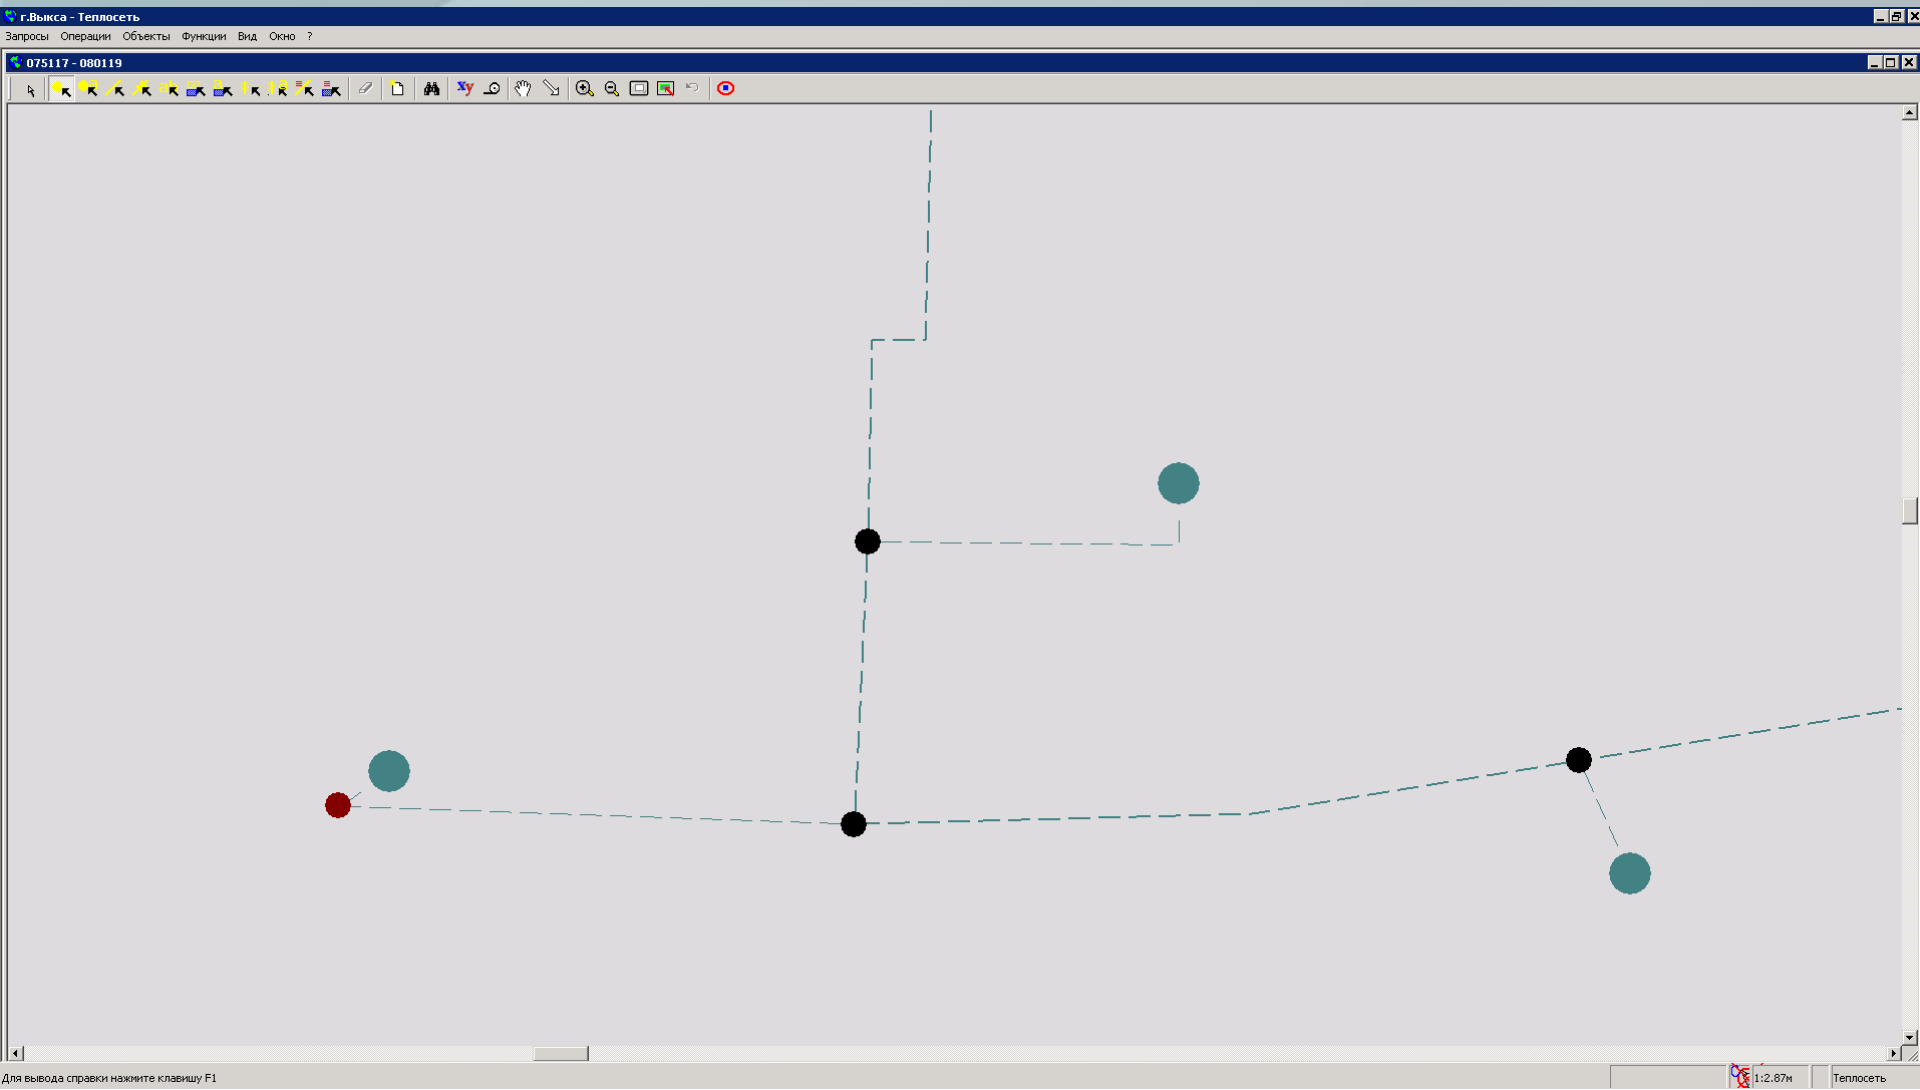 г.Выкса - Теплосеть
Запросы Операции Объекты Функции Вид Окно ?
075117 - 080119
xy
Для вывода справки нажмите клавишу F1
1:2.87м
Теплосеть